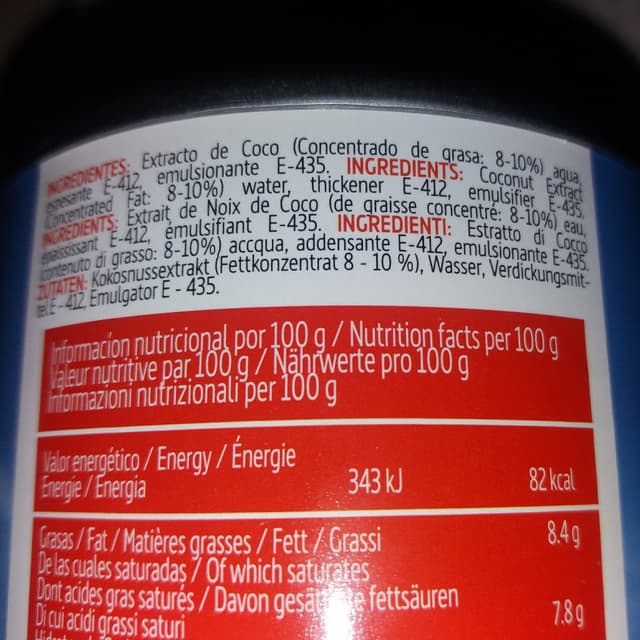 INGREDIENTES: Extracto de Coco (Concentrado de grasa: 8-10%) agua,
espesante E-412, emulsionante E-435. INGREDIENTS: Coconut Extract
(Concentrated Fat: 8-10%) water, thickener E-412, emulsifier E-435.
INGRÉDIENTS: Extrait de Noix de Coco (de graisse concentré: 8-10%) eau,
épaississant E-412, émulsifiant E-435. INGREDIENTI: Estratto di Cocco
(contenuto di grasso: 8-10%) accqua, addensante E-412, emulsionante E-435.
ZUTATEN: Kokosnussextrakt (Fettkonzentrat 8 - 10 %), Wasser, Verdickungsmit-
tel E - 412, Emulgator E - 435.
Información nutricional por 100 g / Nutrition facts per 100 g
Valeur nutritive par 100 g / Nährwerte pro 100 g
Informazioni nutrizionali per 100 g
Valor energético / Energy / Énergie
Energie / Energia 343 kJ 82 kcal
Grasas / Fat / Matières grasses / Fett / Grassi 8.4 g
De las cuales saturadas / Of which saturates
Dont acides gras saturés / Davon fettsäuren 7.8 g
Di cui acidi grassi saturi